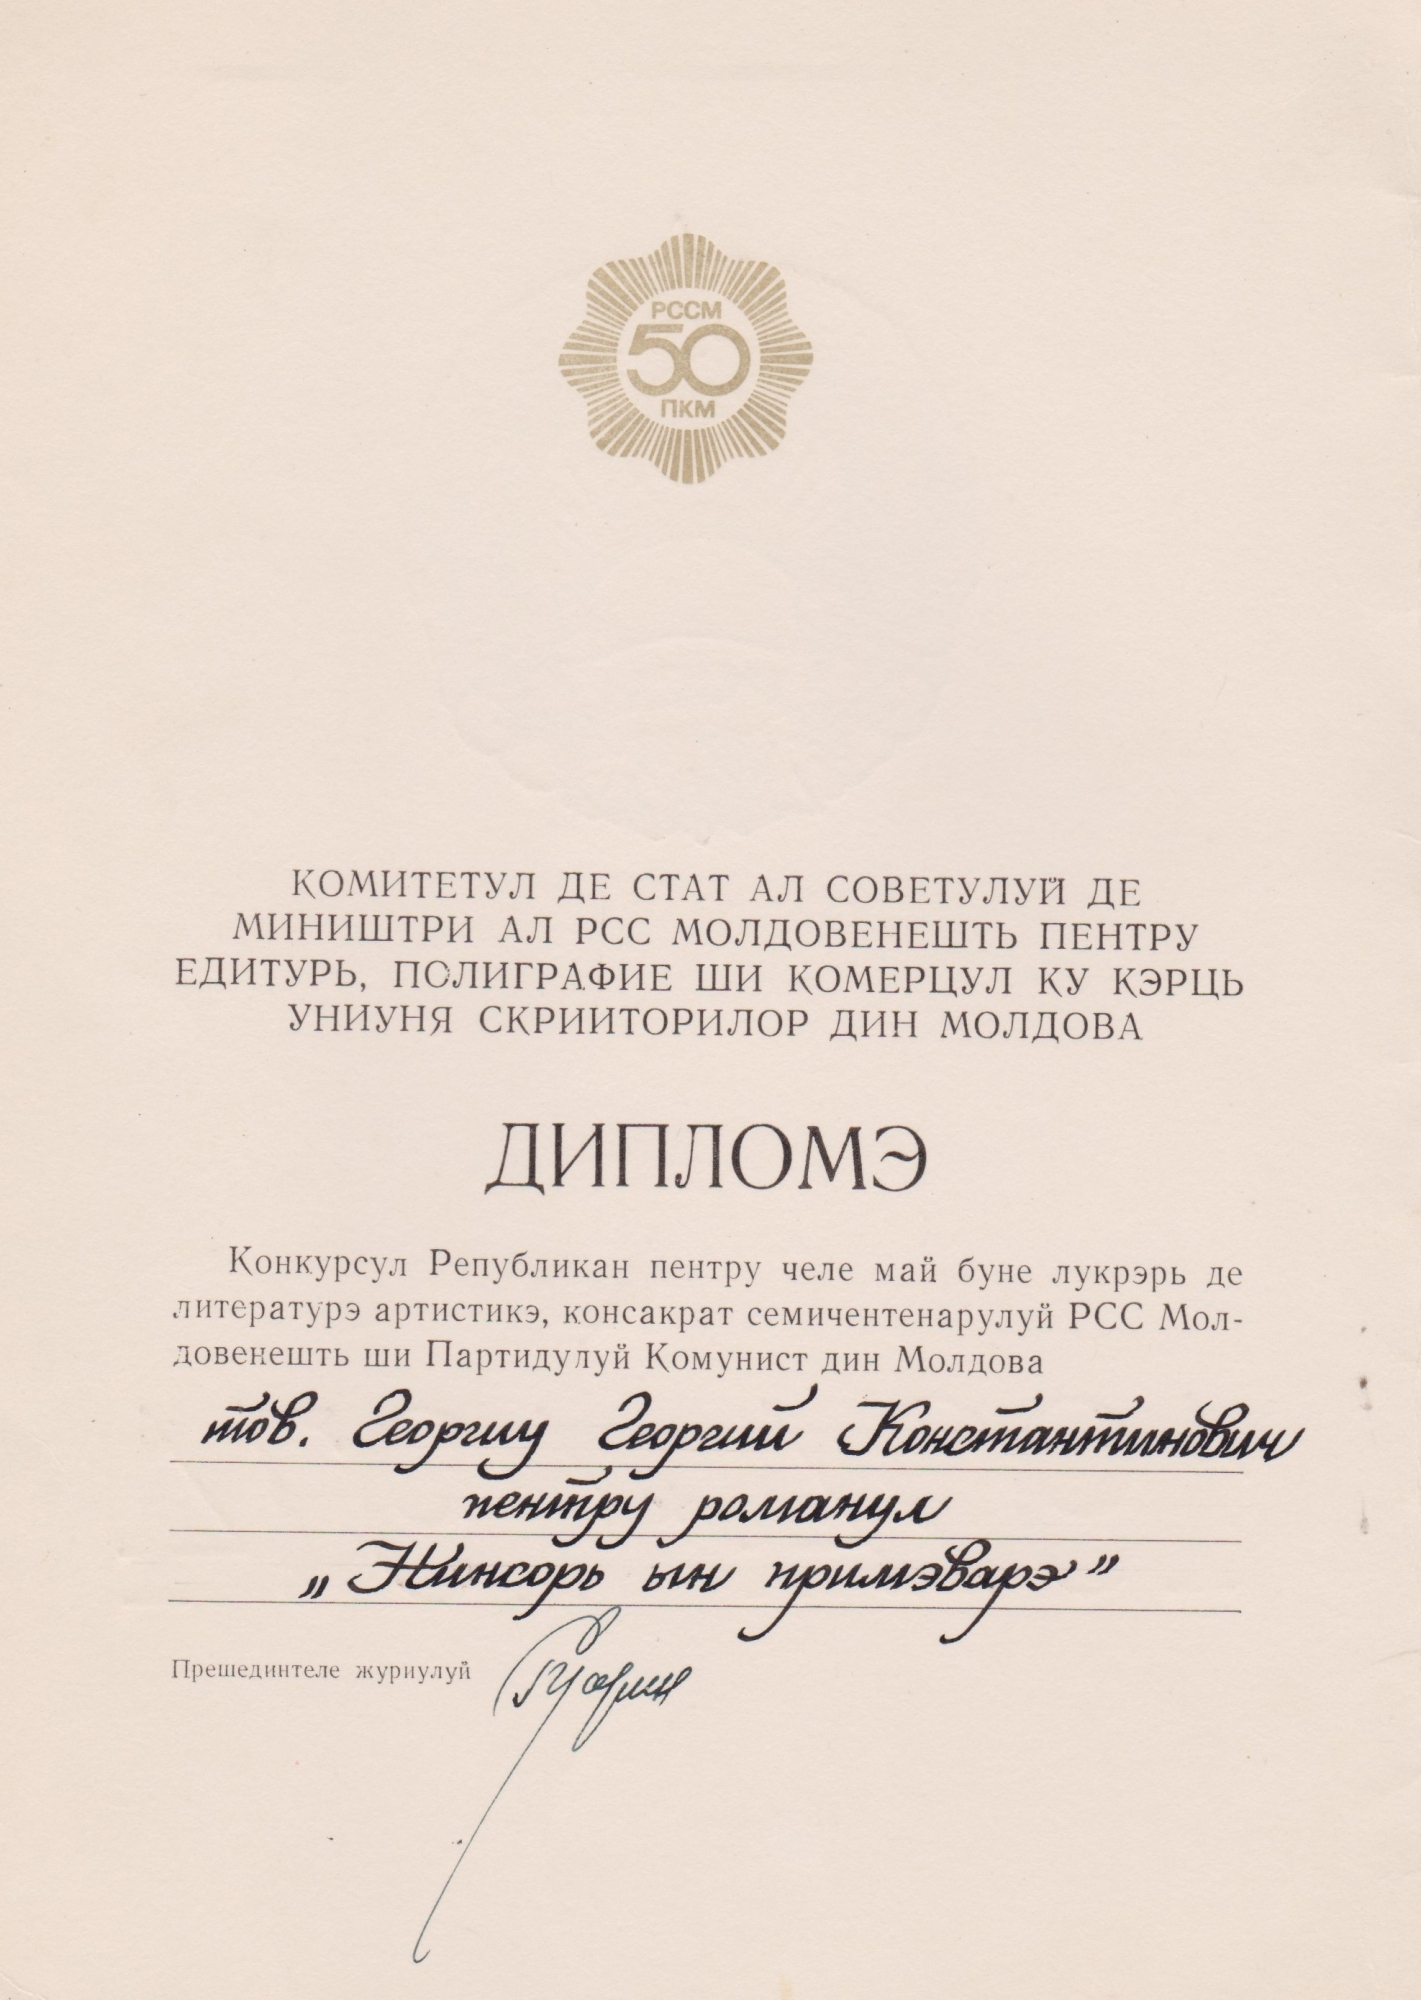 РССМ
50
ПКМ
КОМИТЕТУЛ ДЕ СТАТ АЛ СОВЕТУЛУЙ ДЕ
МИНИШТРИ АЛ РСС МОЛДОВЕНЕШТЬ ПЕНТРУ
ЕДИТУРЬ, ПОЛИГРАФИЕ ШИ КОМЕРЦУЛ КУ КЭРЦЬ
УНИУНЯ СКРИИТОРИЛОР ДИН МОЛДОВА
ДИПЛОМЭ
Конкурсул Републикан пентру челе май буне лукрэрь де
литературэ артистикэ, консакрат семичентенарулуй РСС Мол-
довенешть ши Партидулуй Комунист дин Молдова
тов. Георгиу Георгий Константинович
пентру романул
„Нинсорь ын примэварэ”
Прешединтеле журиулуй